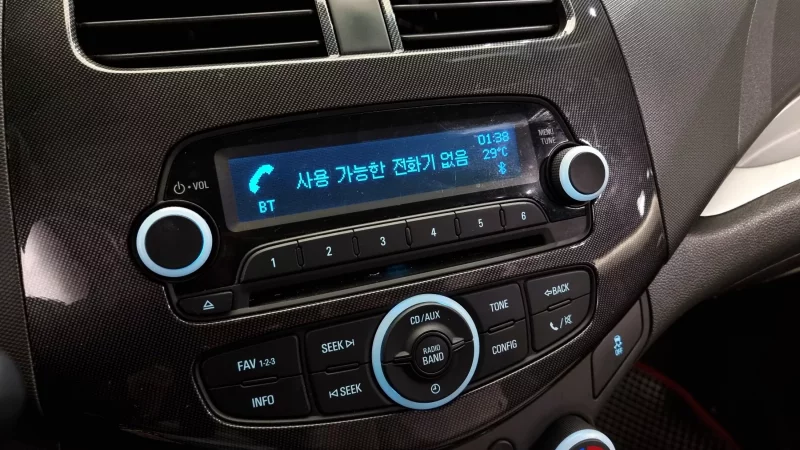 01:38
MENU
TUNE
사용 가능한 전화기 없음
29°C
VOL
BT
1
2
3
4
5
6
CD/AUX
TONE
BACK
SEEK
RADIO
BAND
CONFIG
FAV 1-2-3
SEEK
INFO
OFF